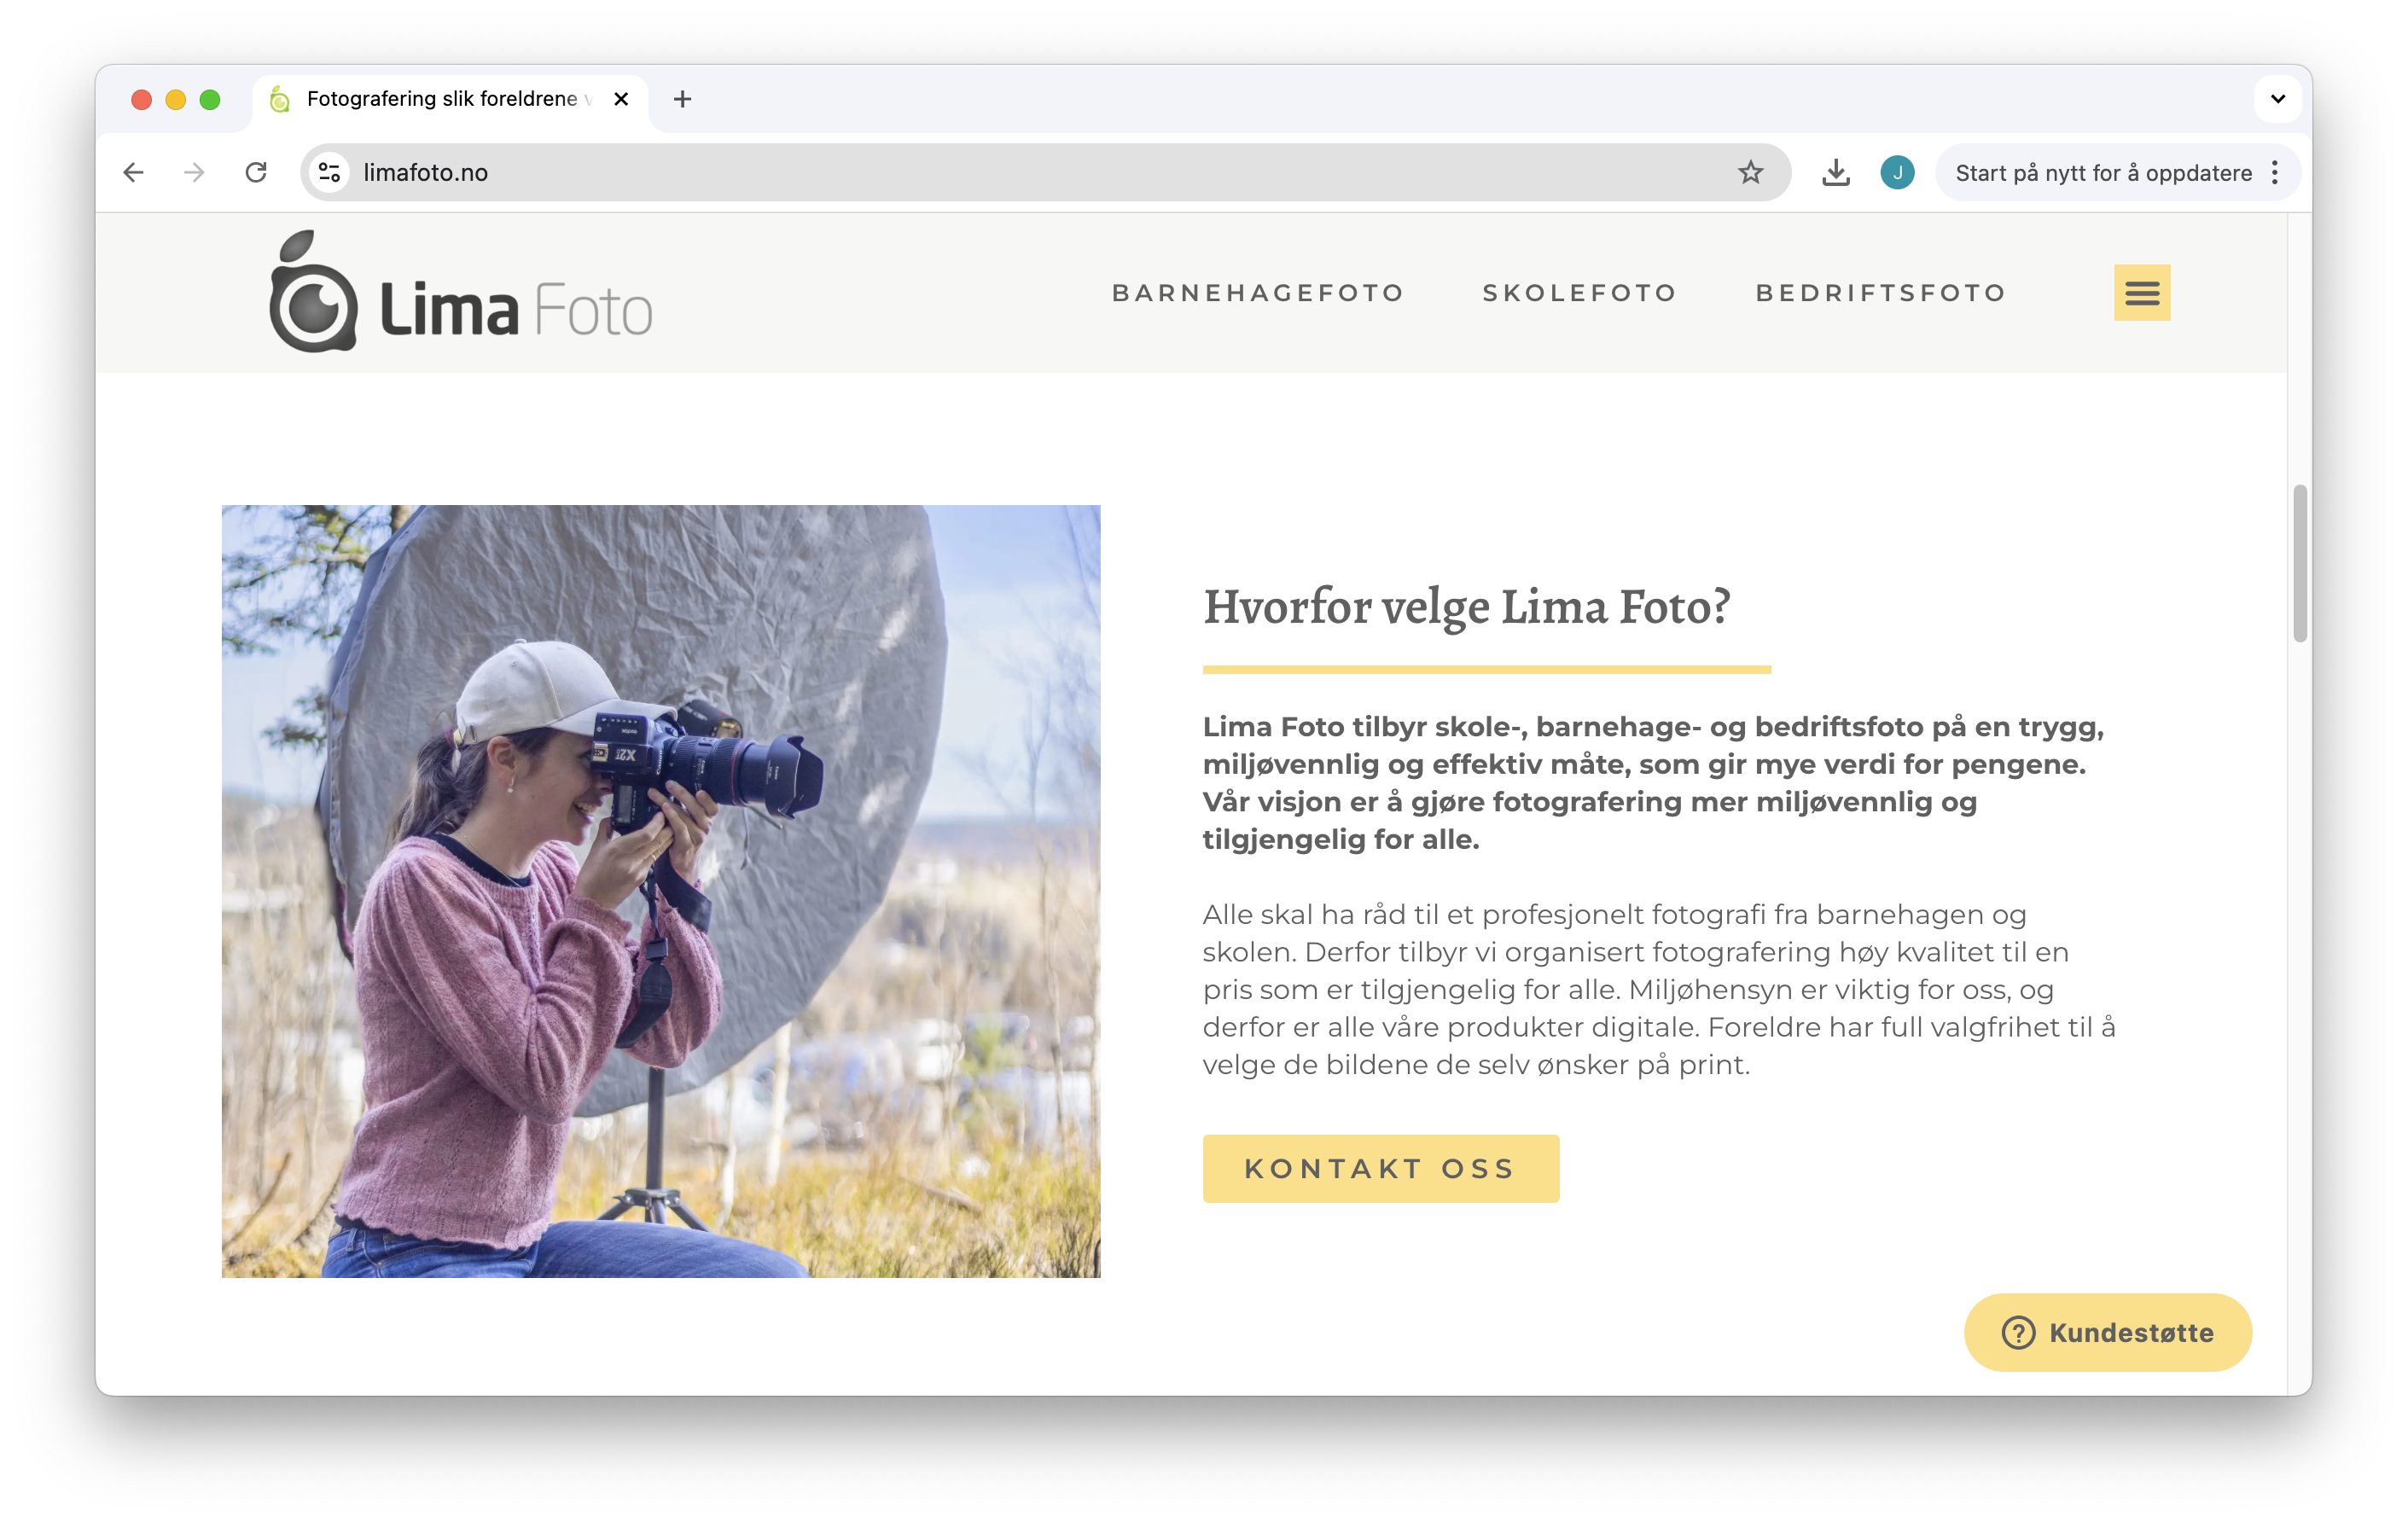 Fotografering slik foreldrene v
limafoto.no
J
Start på nytt for å oppdatere
Lima Foto
BARNEHAGEFOTO
SKOLEFOTO
BEDRIFTSFOTO
Hvorfor velge Lima Foto?
Lima Foto tilbyr skole-, barnehage- og bedriftsfoto på en trygg,
miljøvennlig og effektiv måte, som gir mye verdi for pengene.
Vår visjon er å gjøre fotografering mer miljøvennlig og
tilgjengelig for alle.
Alle skal ha råd til et profesjonelt fotografi fra barnehagen og
skolen. Derfor tilbyr vi organisert fotografering høy kvalitet til en
pris som er tilgjengelig for alle. Miljøhensyn er viktig for oss, og
derfor er alle våre produkter digitale. Foreldre har full valgfrihet til å
velge de bildene de selv ønsker på print.
KONTAKT OSS
? Kundestøtte